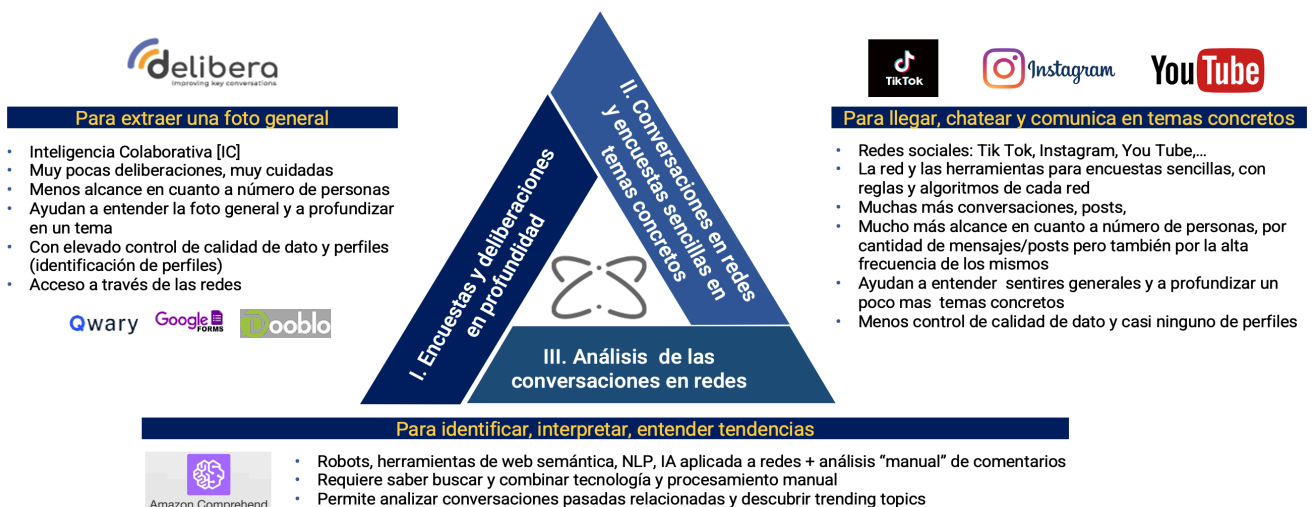 delibera
improving key conversations
Para extraer una foto general
• Inteligencia Colaborativa [IC]
• Muy pocas deliberaciones, muy cuidadas
• Menos alcance en cuanto a número de personas
• Ayudan a entender la foto general y a profundizar
en un tema
• Con elevado control de calidad de dato y perfiles
(identificación de perfiles)
• Acceso a través de las redes
Qwary
Google
FORMS
Dooblo
I. Encuestas y deliberaciones
en profundidad
II. Conversaciones en redes
y encuestas sencillas en
temas concretos
III. Análisis de las
conversaciones en redes
TikTok
Instagram
YouTube
Para llegar, chatear y comunica en temas concretos
• Redes sociales: Tik Tok, Instagram, You Tube,...
• La red y las herramientas para encuestas sencillas, con
reglas y algoritmos de cada red
• Muchas más conversaciones, posts,
• Mucho más alcance en cuanto a número de personas, por
cantidad de mensajes/posts pero también por la alta
frecuencia de los mismos
• Ayudan a entender sentires generales y a profundizar un
poco mas temas concretos
• Menos control de calidad de dato y casi ninguno de perfiles
Para identificar, interpretar, entender tendencias
Amazon Comprehend
• Robots, herramientas de web semántica, NLP, IA aplicada a redes + análisis “manual” de comentarios
• Requiere saber buscar y combinar tecnología y procesamiento manual
• Permite analizar conversaciones pasadas relacionadas y descubrir trending topics